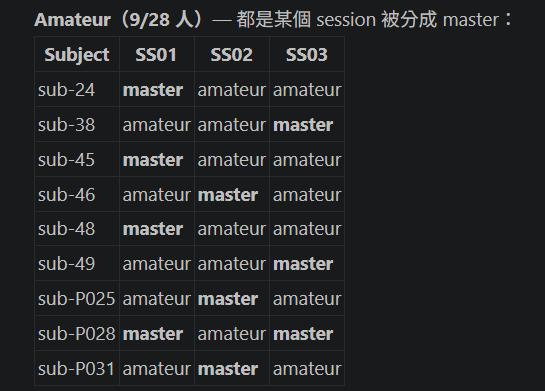 Amateur（9/28 人）— 都是某個 session 被分成 master：
Subject SS01 SS02 SS03
sub-24 master amateur amateur
sub-38 amateur amateur master
sub-45 master amateur amateur
sub-46 amateur master amateur
sub-48 master amateur amateur
sub-49 amateur amateur master
sub-P025 amateur master amateur
sub-P028 master amateur master
sub-P031 amateur master amateur